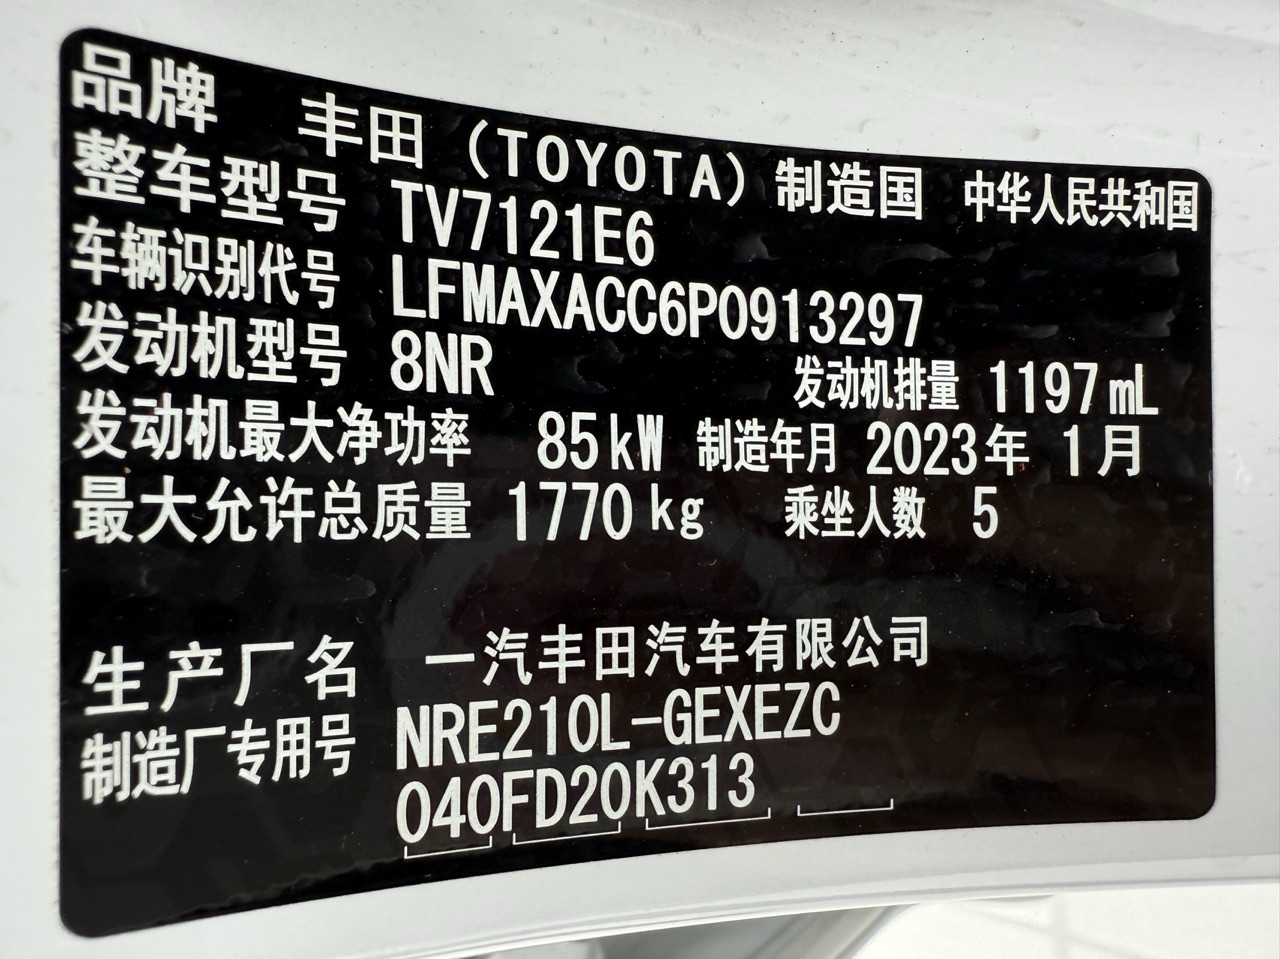 品牌 丰田（TOYOTA）制造国 中华人民共和国
整车型号 TV7121E6
车辆识别代号 LFMAXACC6P0913297
发动机型号 8NR 发动机排量 1197mL
发动机最大净功率 85kW 制造年月 2023年 1月
最大允许总质量 1770kg 乘坐人数 5
生产厂名 一汽丰田汽车有限公司
制造厂专用号 NRE210L-GEXEZC
040FD20K313